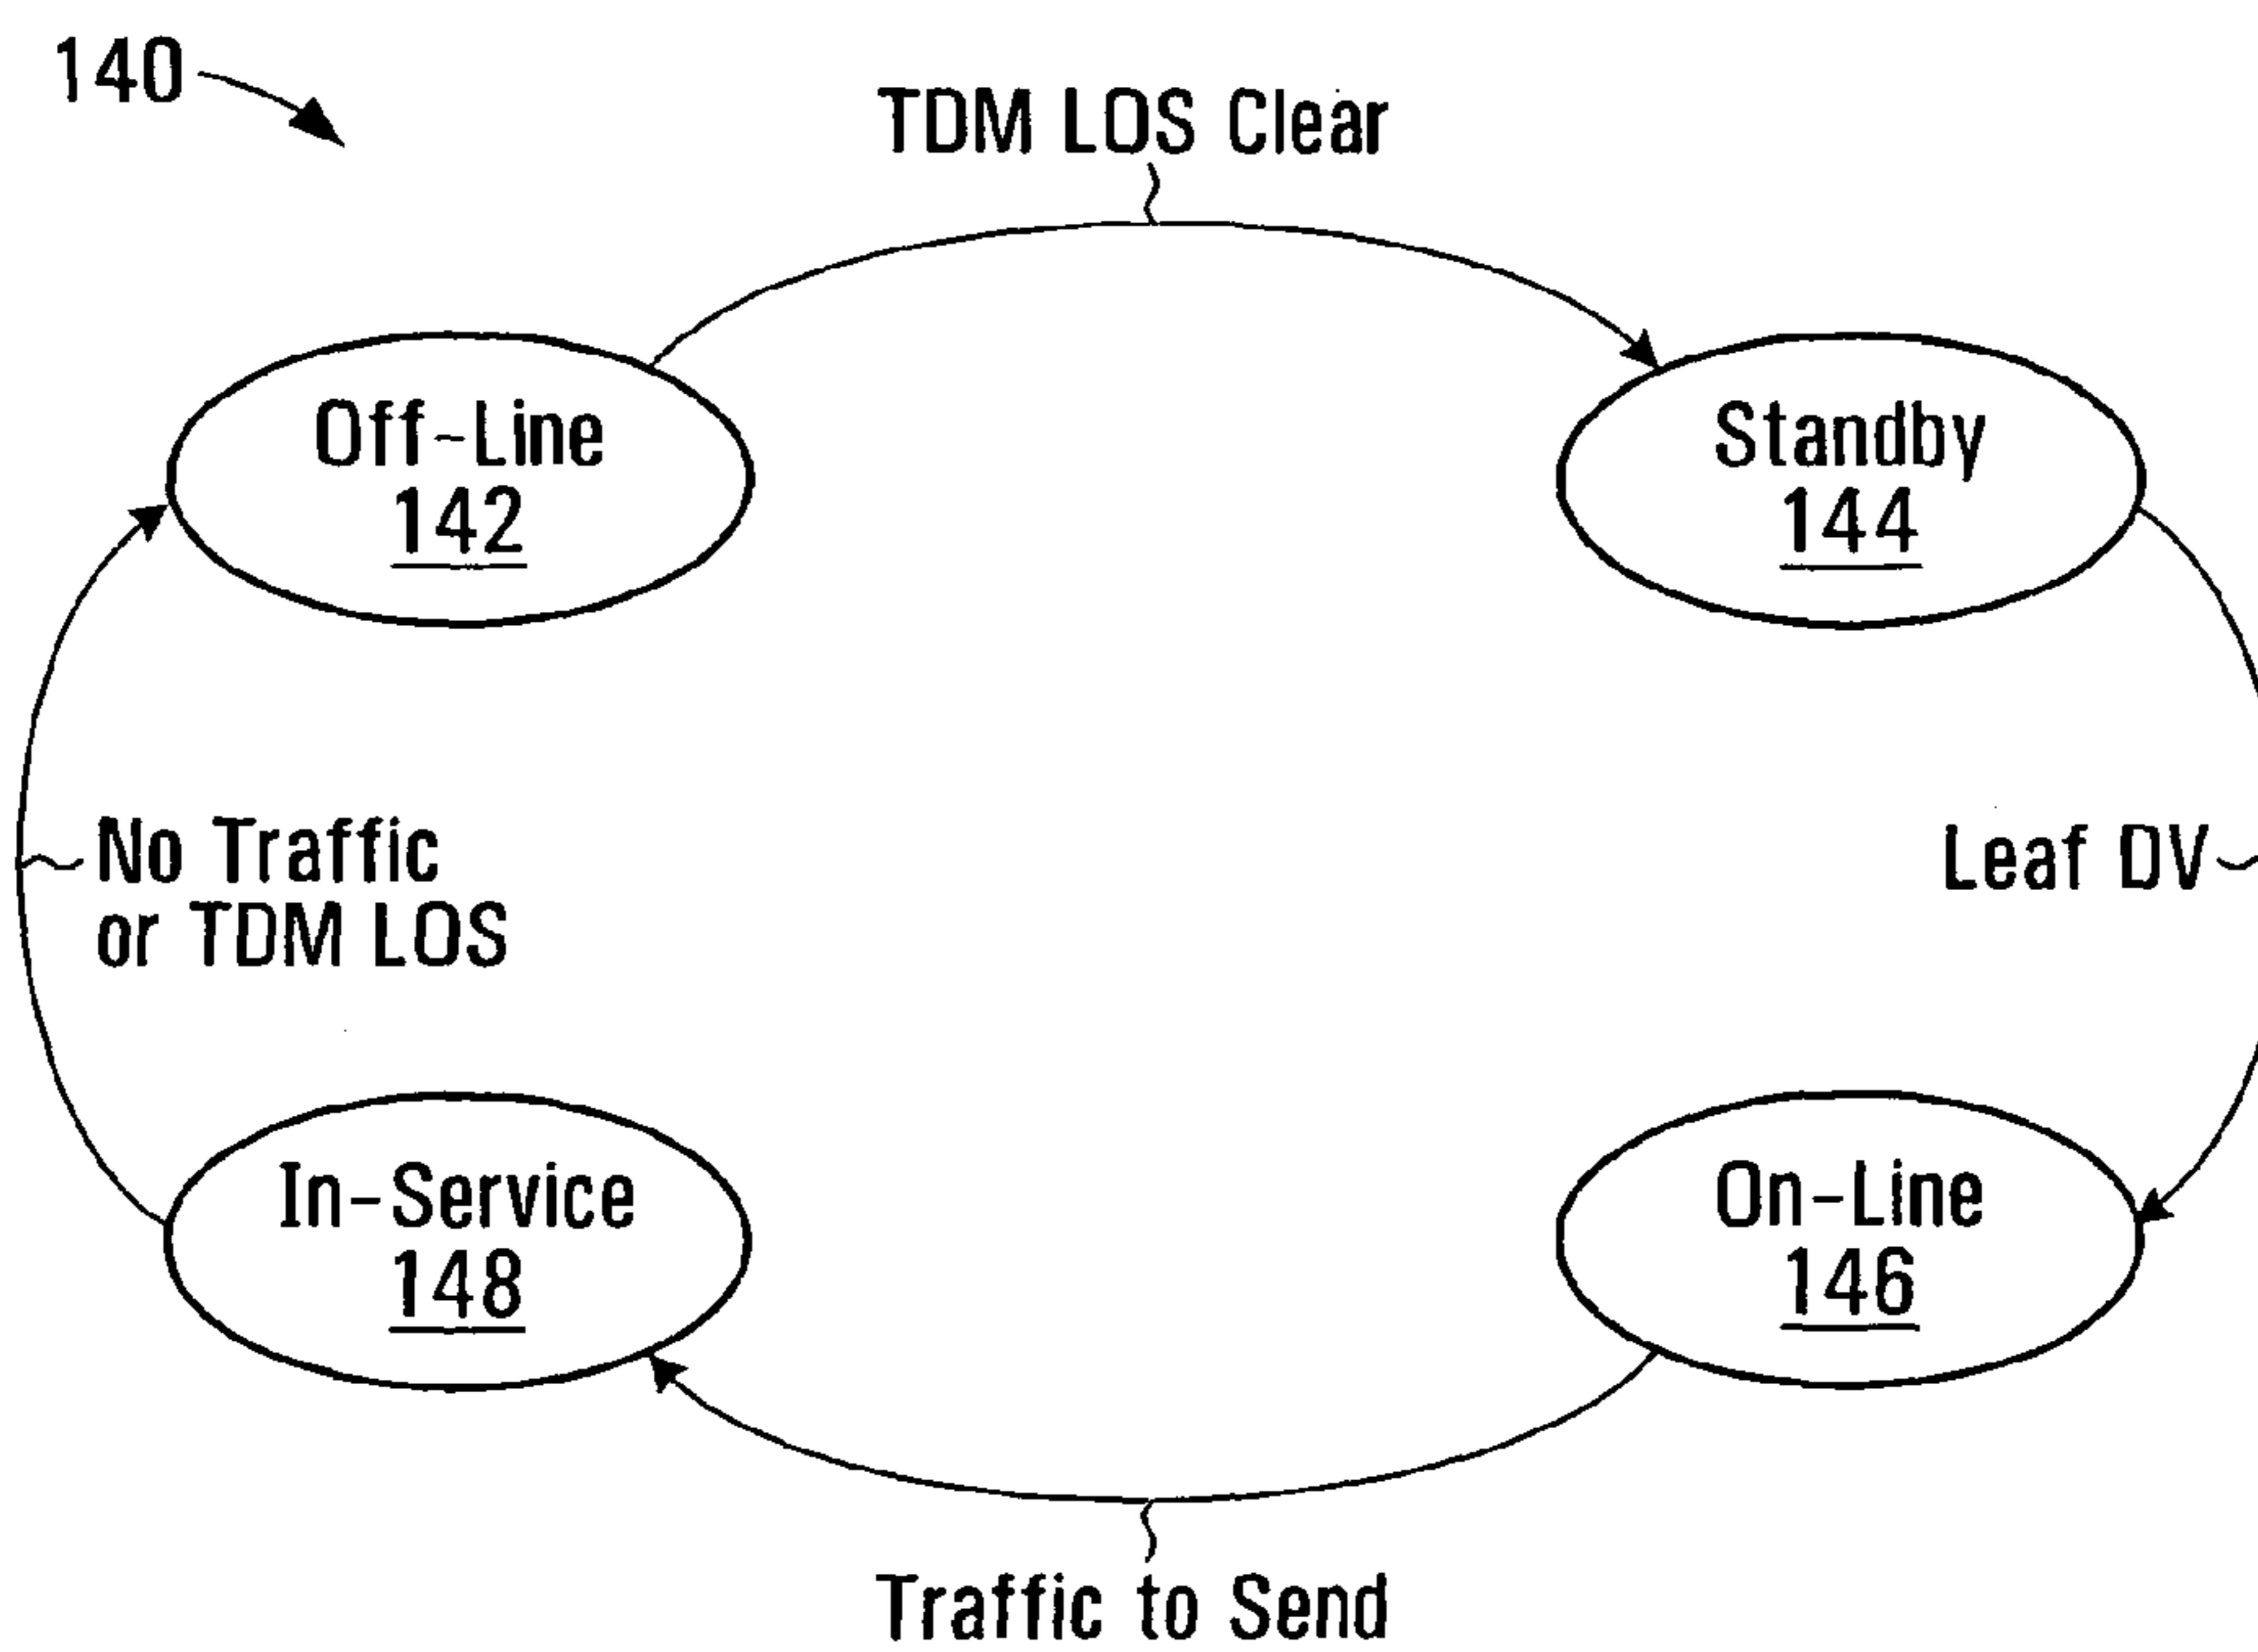 140
TDM LOS Clear
Off-Line
142
Standby
144
No Traffic
or TDM LOS
Leaf DV
In-Service
148
On-Line
146
Traffic to Send